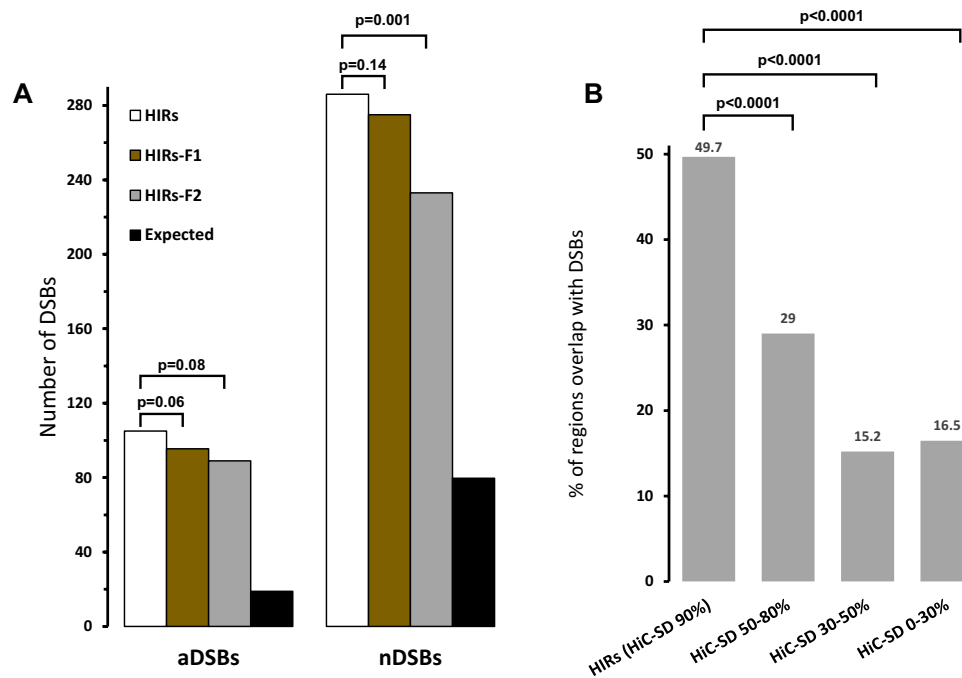 A
p=0.001
p=0.14
280
240
200
160
120
80
40
0
Number of DSBs
HIRs
HIRs-F1
HIRs-F2
Expected
p=0.08
p=0.06
aDSBs
nDSBs
B
p<0.0001
p<0.0001
p<0.0001
50
40
30
20
10
0
% of regions overlap with DSBs
49.7
29
15.2
16.5
HIRs (HiC-SD 90%)
HiC-SD 50-80%
HiC-SD 30-50%
HiC-SD 0-30%